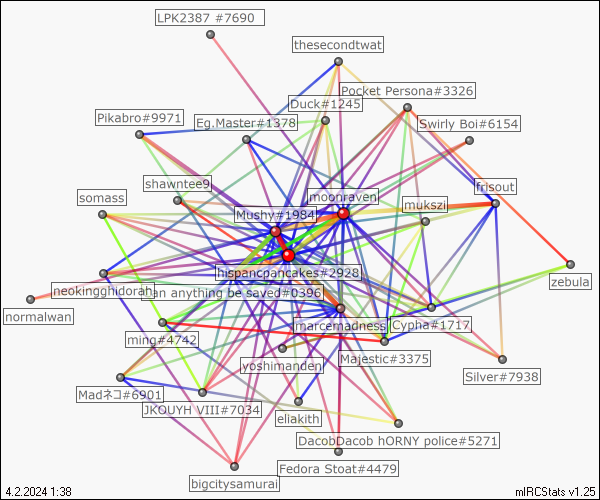 LPK2387 #7690
thesecondtwat
Pocket Persona#3326
Duck#1245
Pikabro#9971
Eg.Master#1378
Swirly Boi#6154
shawntee9
frisout
somass
moonraven
mukszi
Mushy#1984
hispancpancakes#2928
neokingghidorah
can anything be saved#0396
zebula
normalwan
marcemadness
Cypha#1717
ming#4742
Majestic#3375
yoshimanden
Silver#7938
Madネコ#6901
JKOUYH VIII#7034
eliakith
DacobDacob hORNY police#5271
Fedora Stoat#4479
bigcitysamurai
4.2.2024 1:38
mIRCStats v1.25